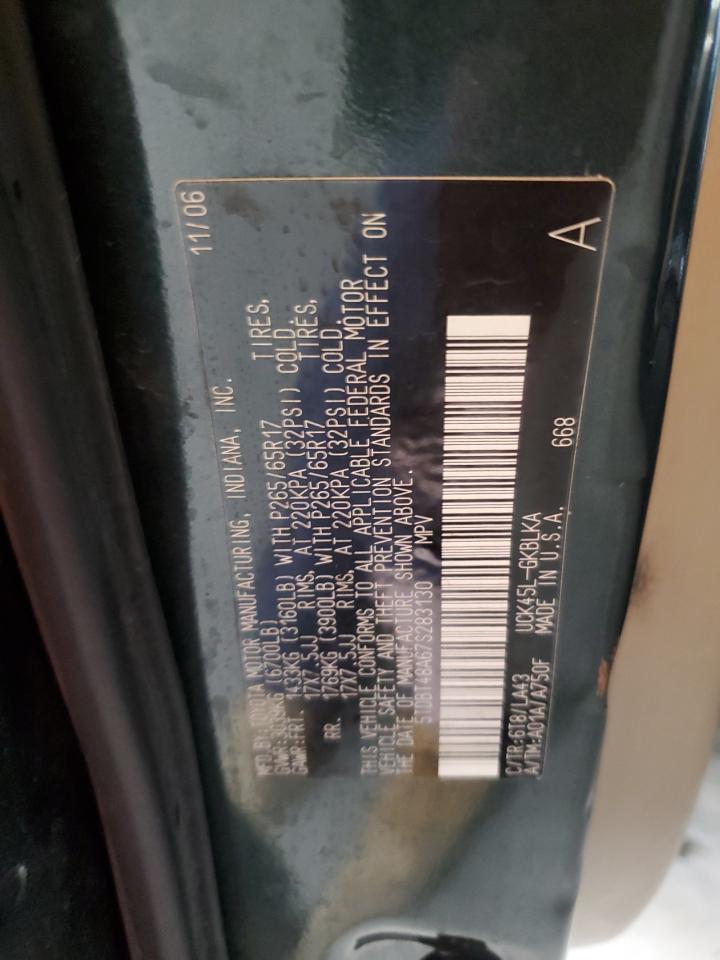 MFD.BY:TOYOTA MOTOR MANUFACTURING, INDIANA, INC. 11/06
GVWR:3039KG (6700LB)
GAWR:FRT. 1433KG (3160LB) WITH P265/65R17 TIRES,
17X7.5JJ RIMS, AT 220KPA (32PSI) COLD.
RR. 1769KG (3900LB) WITH P265/65R17 TIRES,
17X7.5JJ RIMS, AT 220KPA (32PSI) COLD.
THIS VEHICLE CONFORMS TO ALL APPLICABLE FEDERAL MOTOR
VEHICLE SAFETY AND THEFT PREVENTION STANDARDS IN EFFECT ON
THE DATE OF MANUFACTURE SHOWN ABOVE.
5TDBT48A67S283130 MPV
C/TR:6T8/LA43 UCK45L-GKBLKA
A/TM:A01A/A750F MADE IN U.S.A. 668 A